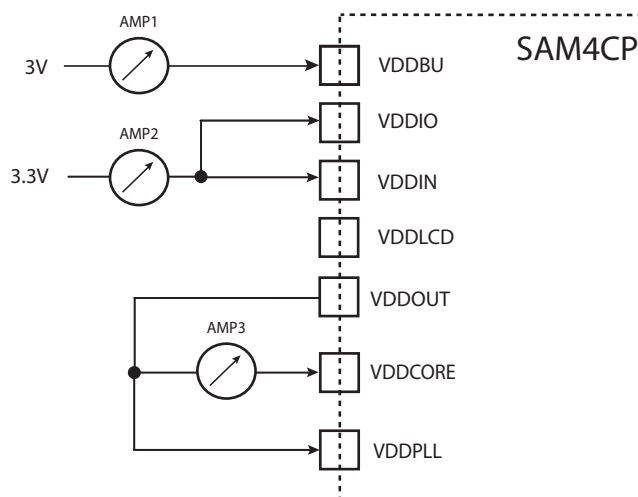 AMP1
SAM4CP
3V
VDDBU
VDDIO
AMP2
3.3V
VDDIN
VDDLCD
VDDOUT
AMP3
VDDCORE
VDDPLL